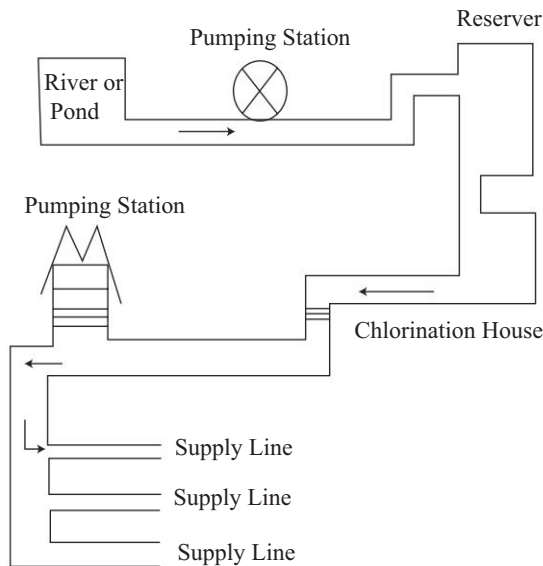 Reserver
Pumping Station
River or
Pond
Pumping Station
Chlorination House
Supply Line
Supply Line
Supply Line